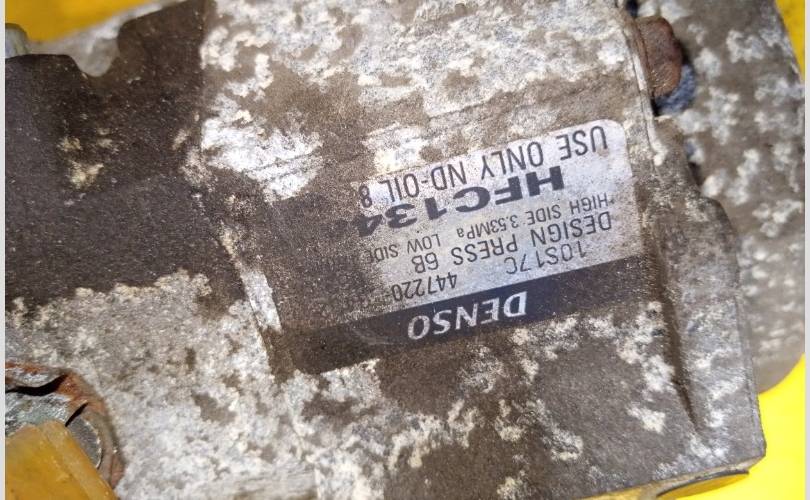 DENSO
10S17C 447220-
DESIGN PRESS 6B
*HIGH SIDE 3.53MPa LOW SIDE
HFC134
USE ONLY ND-OIL 8